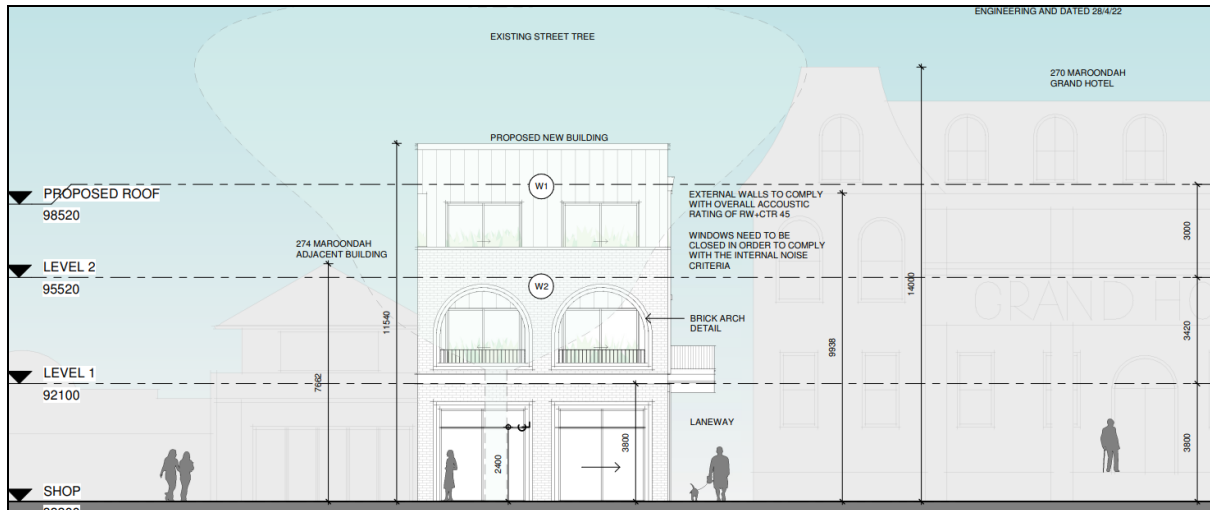 ENGINEERING AND DATED 28/4/22
EXISTING STREET TREE
270 MAROONDAH
GRAND HOTEL
PROPOSED NEW BUILDING
PROPOSED ROOF
98520
W1
EXTERNAL WALLS TO COMPLY
WITH OVERALL ACCOUSTIC
RATING OF RW+CTR 45
WINDOWS NEED TO BE
CLOSED IN ORDER TO COMPLY
WITH THE INTERNAL NOISE
CRITERIA
3000
274 MAROONDAH
ADJACENT BUILDING
LEVEL 2
95520
W2
14000
GRAND HO
11540
BRICK ARCH
DETAIL
9938
3420
LEVEL 1
92100
7662
LANEWAY
2400
3800
3800
SHOP